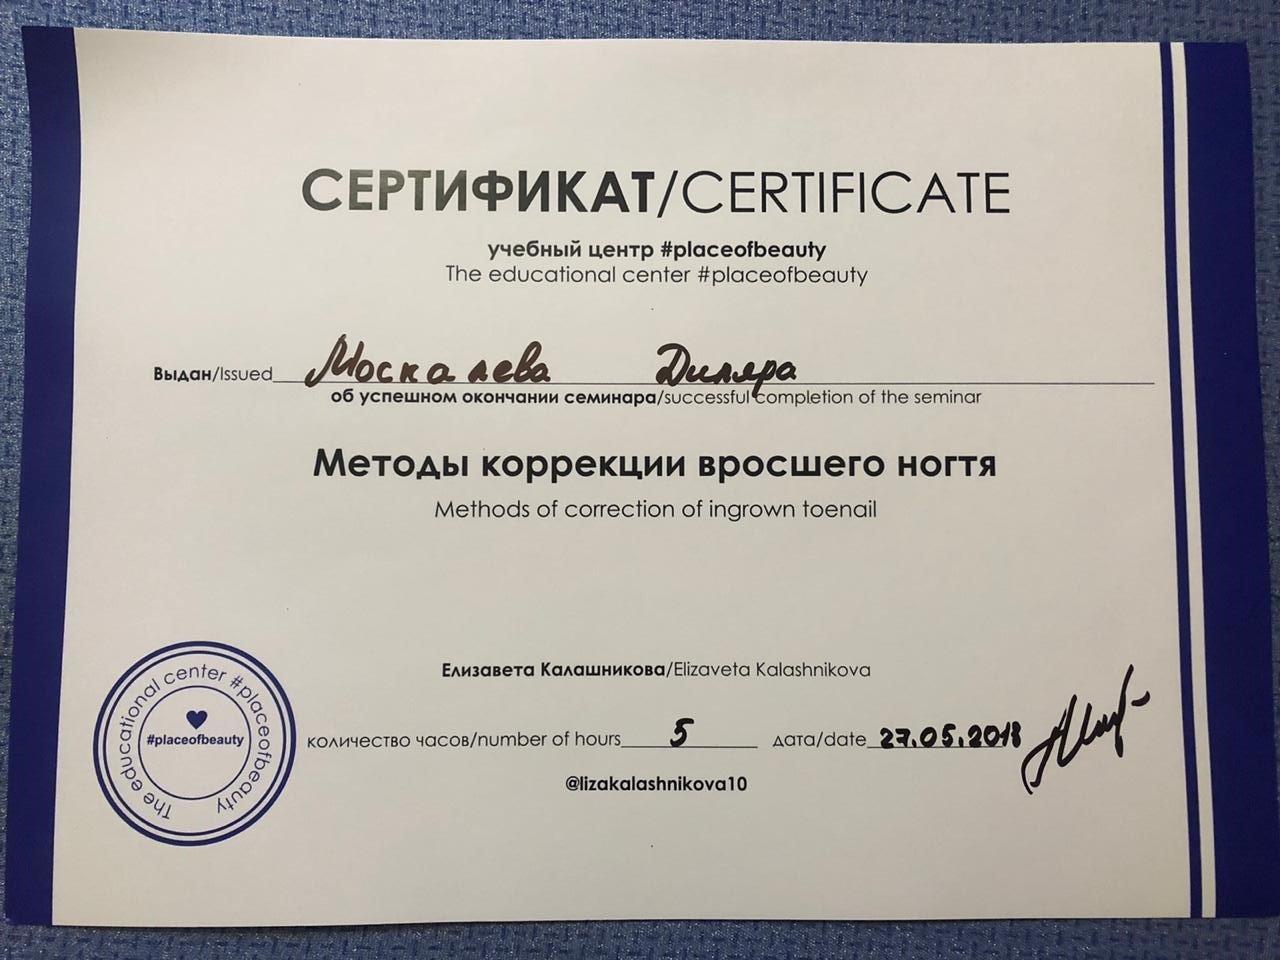 СЕРТИФИКАТ/CERTIFICATE
учебный центр #placeofbeauty
The educational center #placeofbeauty
Выдан/Issued Москалева Диляра
об успешном окончании семинара/successful completion of the seminar
Методы коррекции вросшего ногтя
Methods of correction of ingrown toenail
Елизавета Калашникова/Elizaveta Kalashnikova
The educational center #placeofbeauty
#placeofbeauty
количество часов/number of hours 5 дата/date 27.05.2018
@lizakalashnikova10